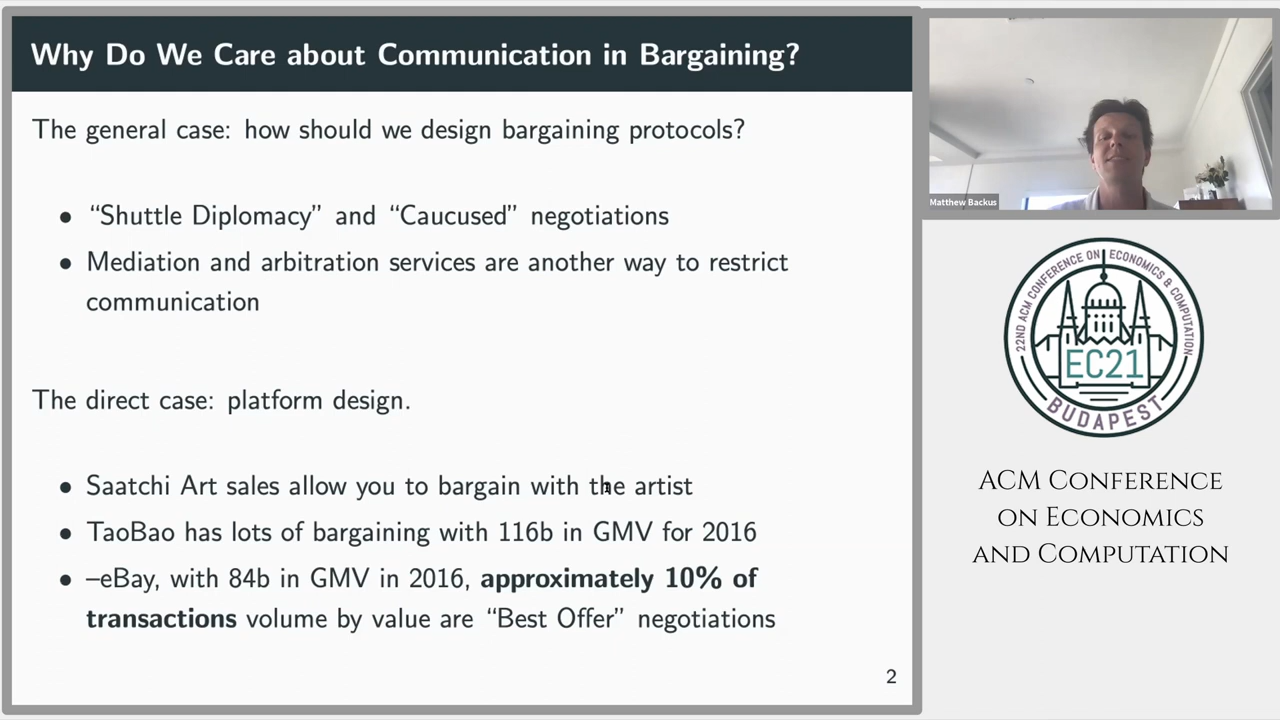 Why Do We Care about Communication in Bargaining?
The general case: how should we design bargaining protocols?
• “Shuttle Diplomacy” and “Caucused” negotiations
• Mediation and arbitration services are another way to restrict
communication
The direct case: platform design.
• Saatchi Art sales allow you to bargain with the artist
• TaoBao has lots of bargaining with 116b in GMV for 2016
• –eBay, with 84b in GMV in 2016, approximately 10% of
transactions volume by value are “Best Offer” negotiations
2
Matthew Backus
22ND ACM CONFERENCE ON ECONOMICS & COMPUTATION
EC21
BUDAPEST
ACM Conference
on Economics
and Computation